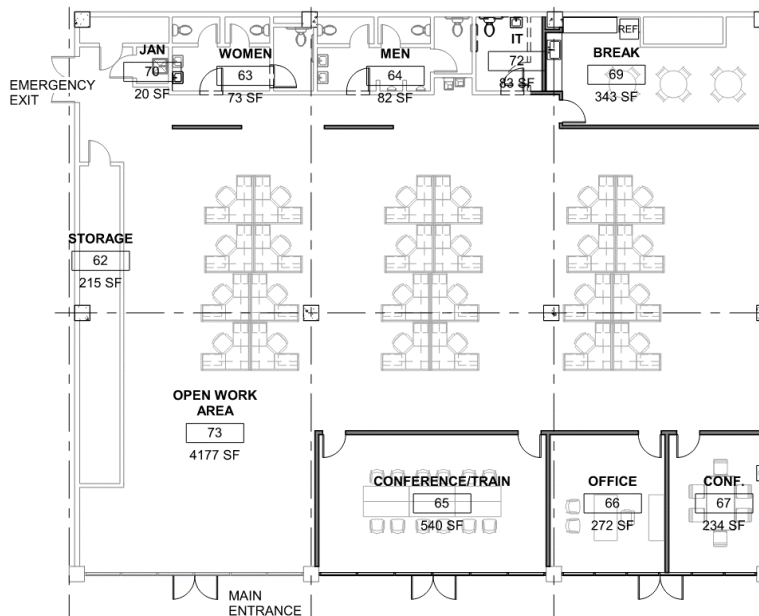 JAN
70
20 SF
WOMEN
63
73 SF
MEN
64
82 SF
IT
72
83 SF
REF.
BREAK
69
343 SF
EMERGENCY
EXIT
STORAGE
62
215 SF
OPEN WORK
AREA
73
4177 SF
CONFERENCE/TRAIN
65
540 SF
OFFICE
66
272 SF
CONF.
67
234 SF
MAIN
ENTRANCE